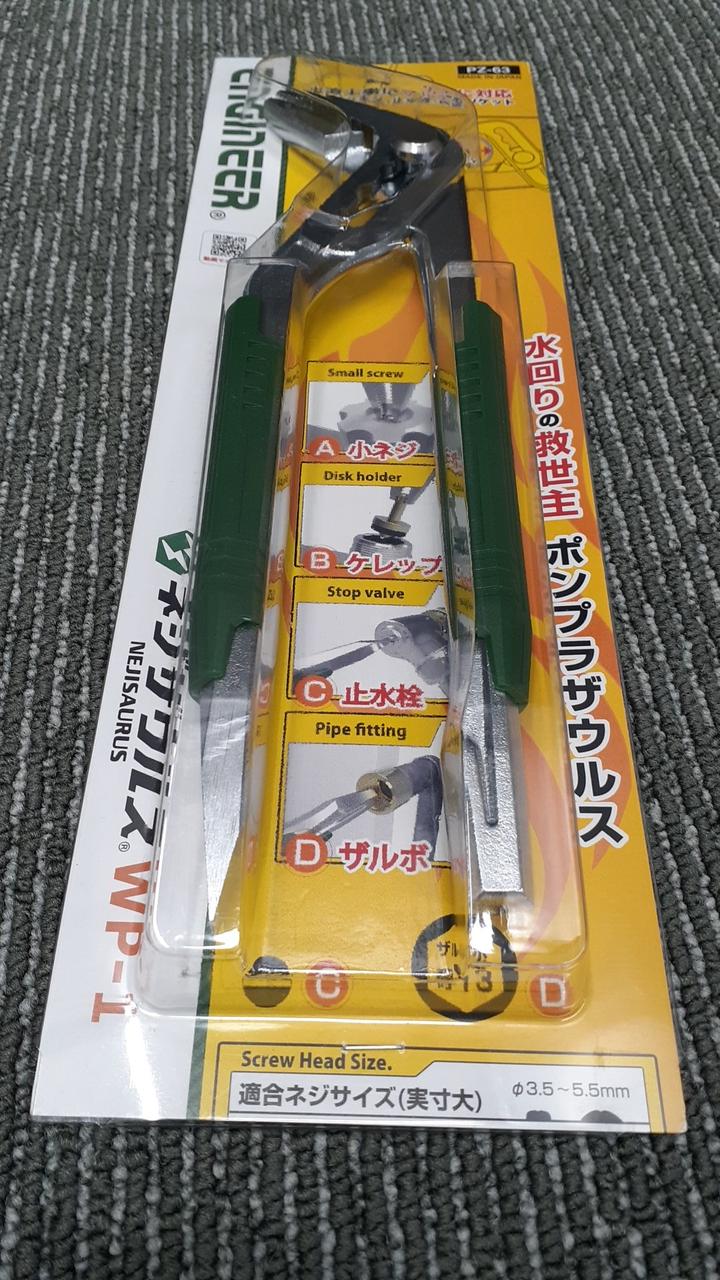 PZ-63
MADE IN JAPAN
ENGINEER®
水回りの救世主 ポンプラザウルス
Small screw
A 小ネジ
Disk holder
B ケレップ
Stop valve
C 止水栓
Pipe fitting
D ザルボ
ネジザウルス® WP-1
NEJISAURUS
C
13
D
Screw Head Size.
適合ネジサイズ(実寸大)
φ3.5～5.5mm